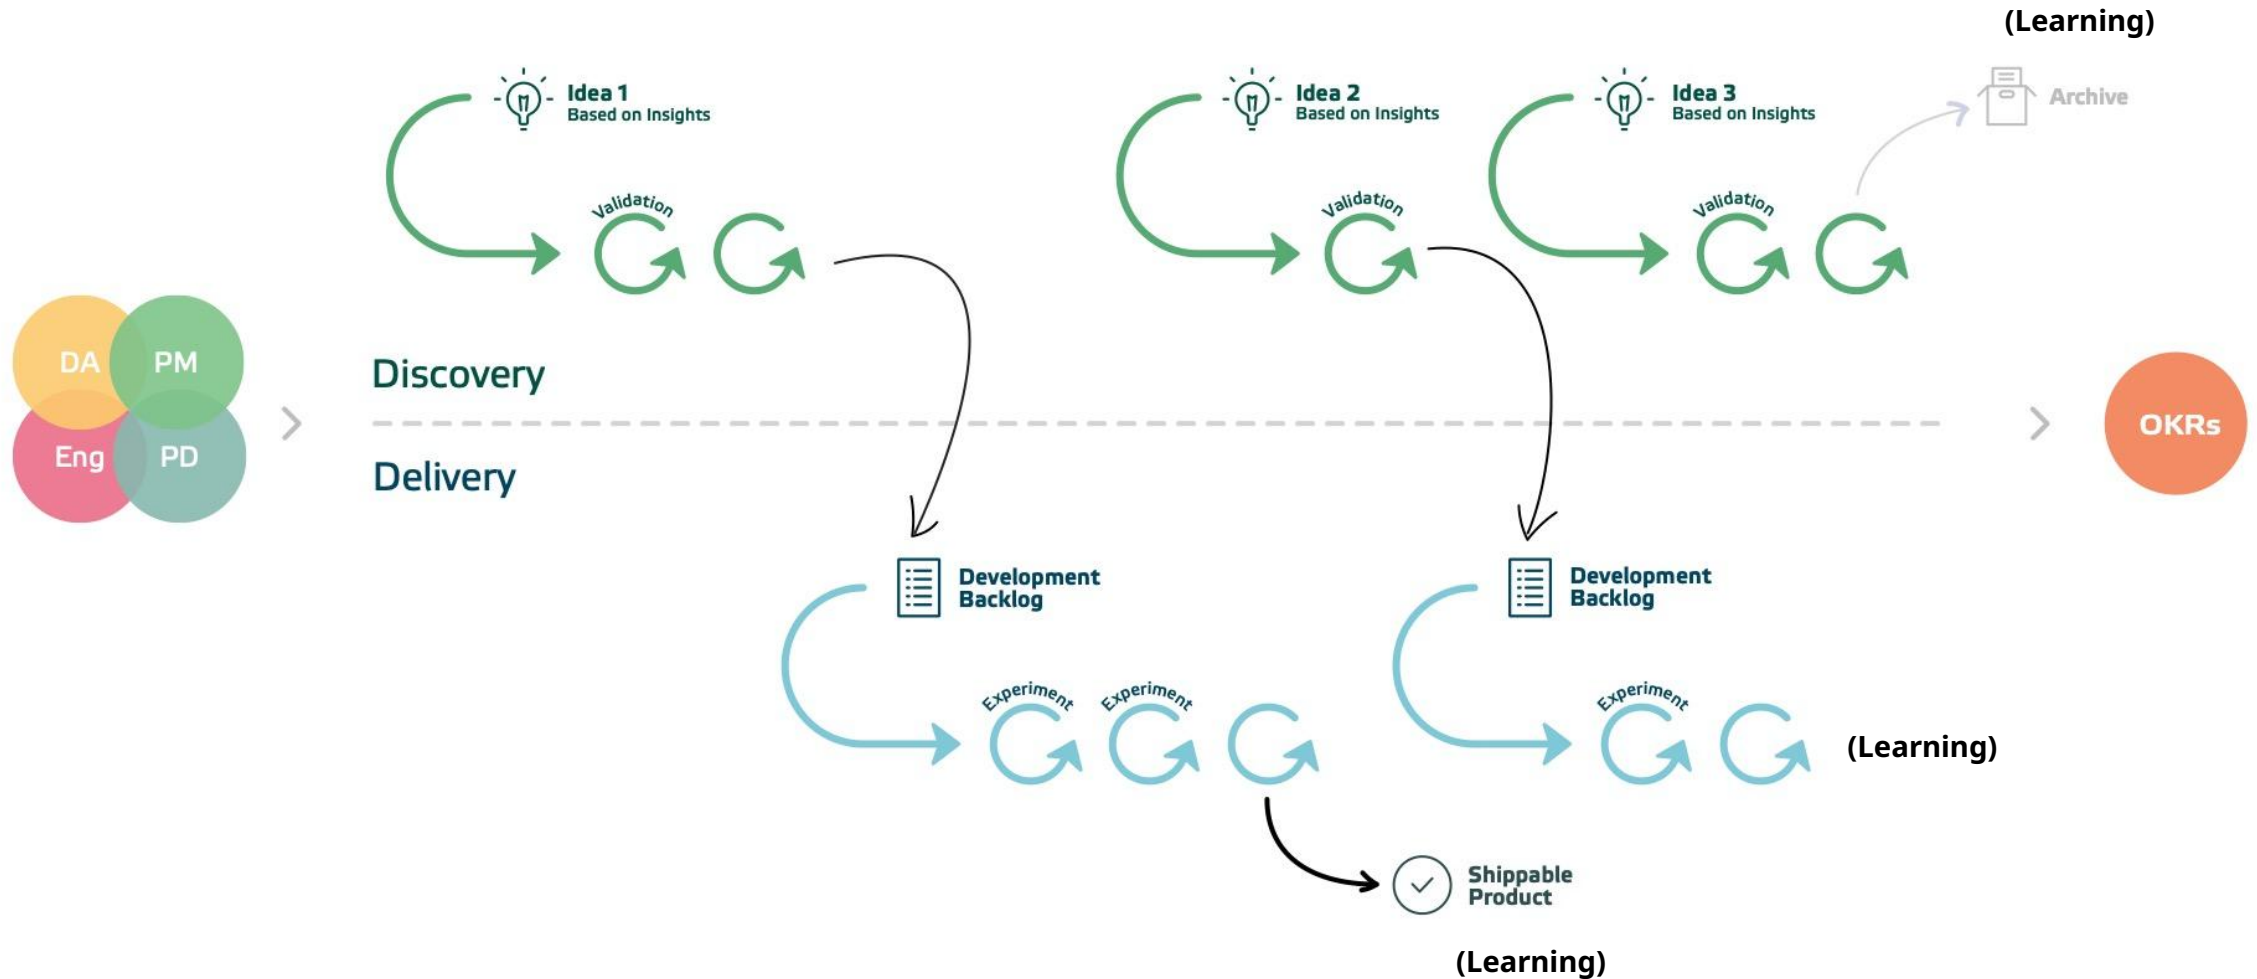 (Learning)
Idea 1
Based on Insights
Idea 2
Based on Insights
Idea 3
Based on Insights
Archive
Validation
Validation
Validation
DA
PM
Eng
PD
Discovery
Delivery
OKRs
Development
Backlog
Development
Backlog
Experiment
Experiment
Experiment
(Learning)
Shippable
Product
(Learning)